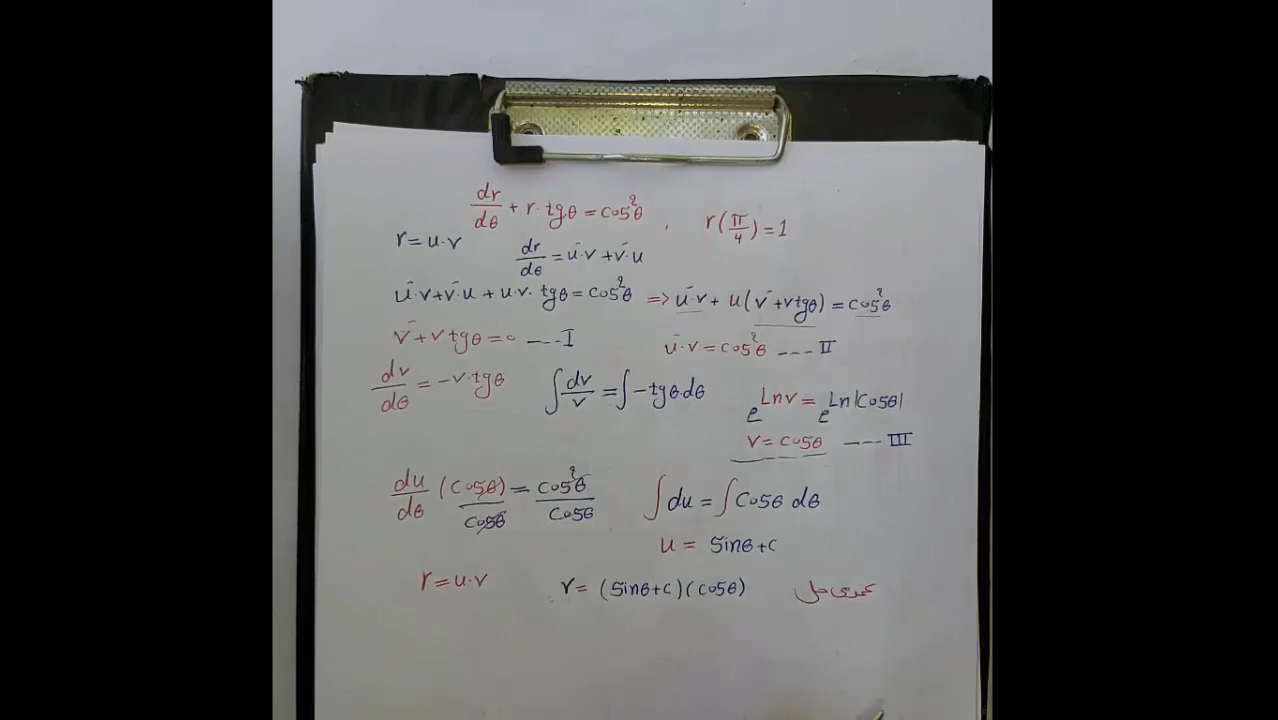 dr/dθ + r·tgθ = cos²θ , r(π/4) = 1
r = u·v dr/dθ = u̅·v + v̅·u
u̅·v + v̅·u + u·v·tgθ = cos²θ => u̅·v + u(v̅ + vtgθ) = cos²θ
v̅ + vtgθ = 0 ---I u̅·v = cos²θ ---II
dv/dθ = -v·tgθ ∫dv/v = ∫-tgθ·dθ e^Lnv = e^Ln|cosθ|
v = cosθ ---III
du/dθ (cosθ)/cosθ = cos²θ/cosθ ∫du = ∫cosθ dθ
u = Sinθ + c
r = u·v r = (Sinθ+c)(cosθ) عمومی حل